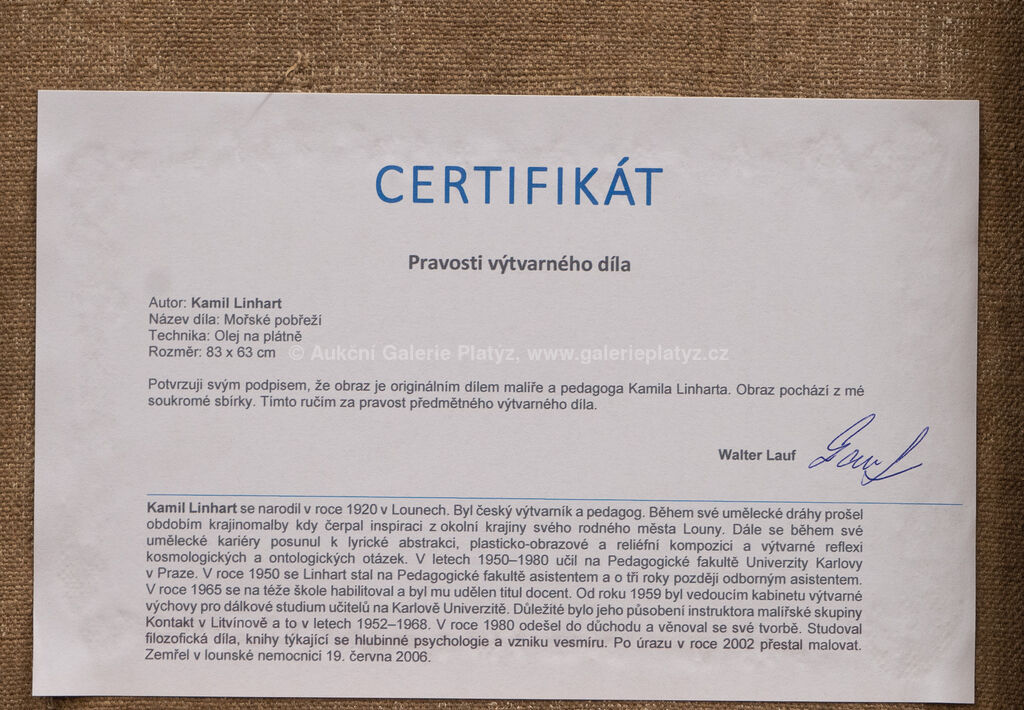 CERTIFIKÁT
Pravosti výtvarného díla
Autor: Kamil Linhart
Název díla: Mořské pobřeží
Technika: Olej na plátně
Rozměr: 83 x 63 cm
© Aukční Galerie Platýz, www.galerieplatyz.cz
Potvrzuji svým podpisem, že obraz je originálním dílem malíře a pedagoga Kamila Linharta. Obraz pochází z mé
soukromé sbírky. Tímto ručím za pravost předmětného výtvarného díla.
Walter Lauf
Kamil Linhart se narodil v roce 1920 v Lounech. Byl český výtvarník a pedagog. Během své umělecké dráhy prošel
obdobím krajinomalby kdy čerpal inspiraci z okolní krajiny svého rodného města Louny. Dále se během své
umělecké kariéry posunul k lyrické abstrakci, plasticko-obrazové a reliéfní kompozici a výtvarné reflexi
kosmologických a ontologických otázek. V letech 1950–1980 učil na Pedagogické fakultě Univerzity Karlovy
v Praze. V roce 1950 se Linhart stal na Pedagogické fakultě asistentem a o tři roky později odborným asistentem.
V roce 1965 se na téže škole habilitoval a byl mu udělen titul docent. Od roku 1959 byl vedoucím kabinetu výtvarné
výchovy pro dálkové studium učitelů na Karlově Univerzitě. Důležité bylo jeho působení instruktora malířské skupiny
Kontakt v Litvínově a to v letech 1952–1968. V roce 1980 odešel do důchodu a věnoval se své tvorbě. Studoval
filozofická díla, knihy týkající se hlubinné psychologie a vzniku vesmíru. Po úrazu v roce 2002 přestal malovat.
Zemřel v lounské nemocnici 19. června 2006.